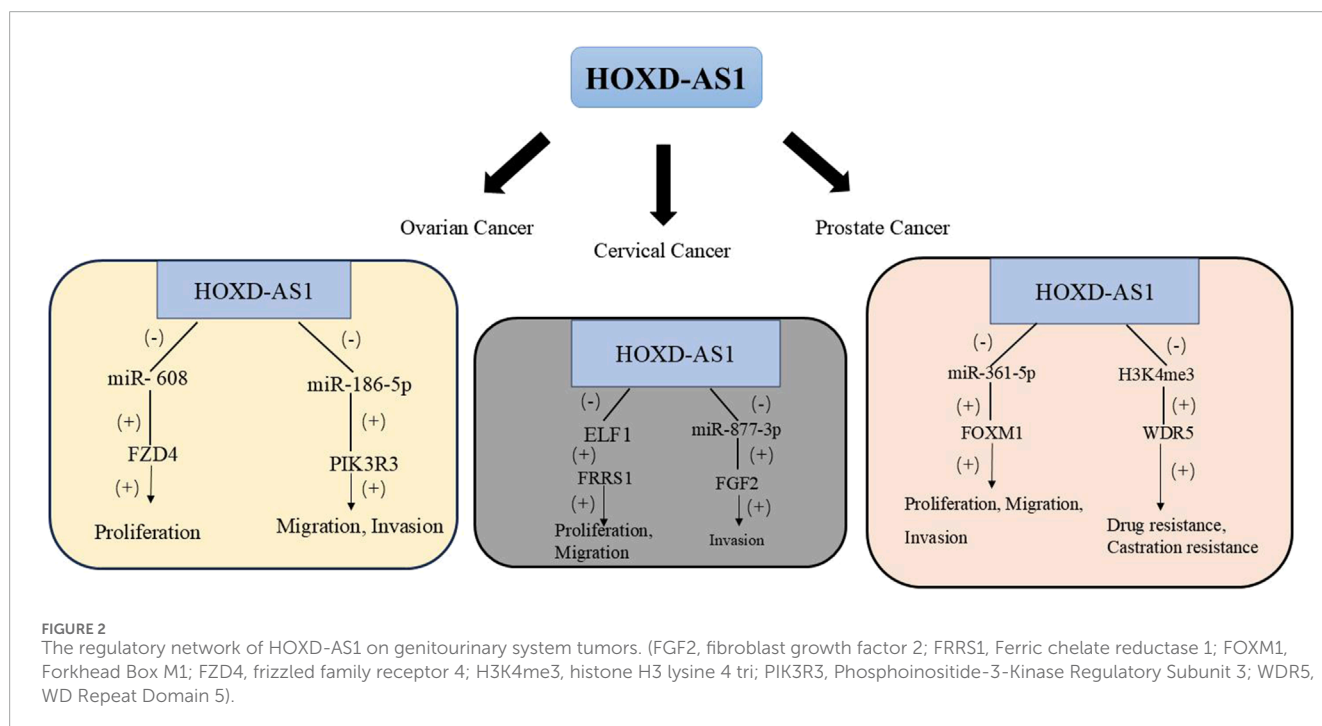 HOXD-AS1
Ovarian Cancer
Cervical Cancer
Prostate Cancer
HOXD-AS1
(-)
(-)
miR- 608
miR-186-5p
(+)
(+)
FZD4
PIK3R3
(+)
(+)
Proliferation
Migration, Invasion
HOXD-AS1
(-)
(-)
ELF1
miR-877-3p
(+)
(+)
FRRS1
FGF2
(+)
(+)
Proliferation,
Migration
Invasion
HOXD-AS1
(-)
(-)
miR-361-5p
H3K4me3
(+)
(+)
FOXM1
WDR5
(+)
(+)
Proliferation, Migration,
Invasion
Drug resistance,
Castration resistance
FIGURE 2
The regulatory network of HOXD-AS1 on genitourinary system tumors. (FGF2, fibroblast growth factor 2; FRRS1, Ferric chelate reductase 1; FOXM1,
Forkhead Box M1; FZD4, frizzled family receptor 4; H3K4me3, histone H3 lysine 4 tri; PIK3R3, Phosphoinositide-3-Kinase Regulatory Subunit 3; WDR5,
WD Repeat Domain 5).